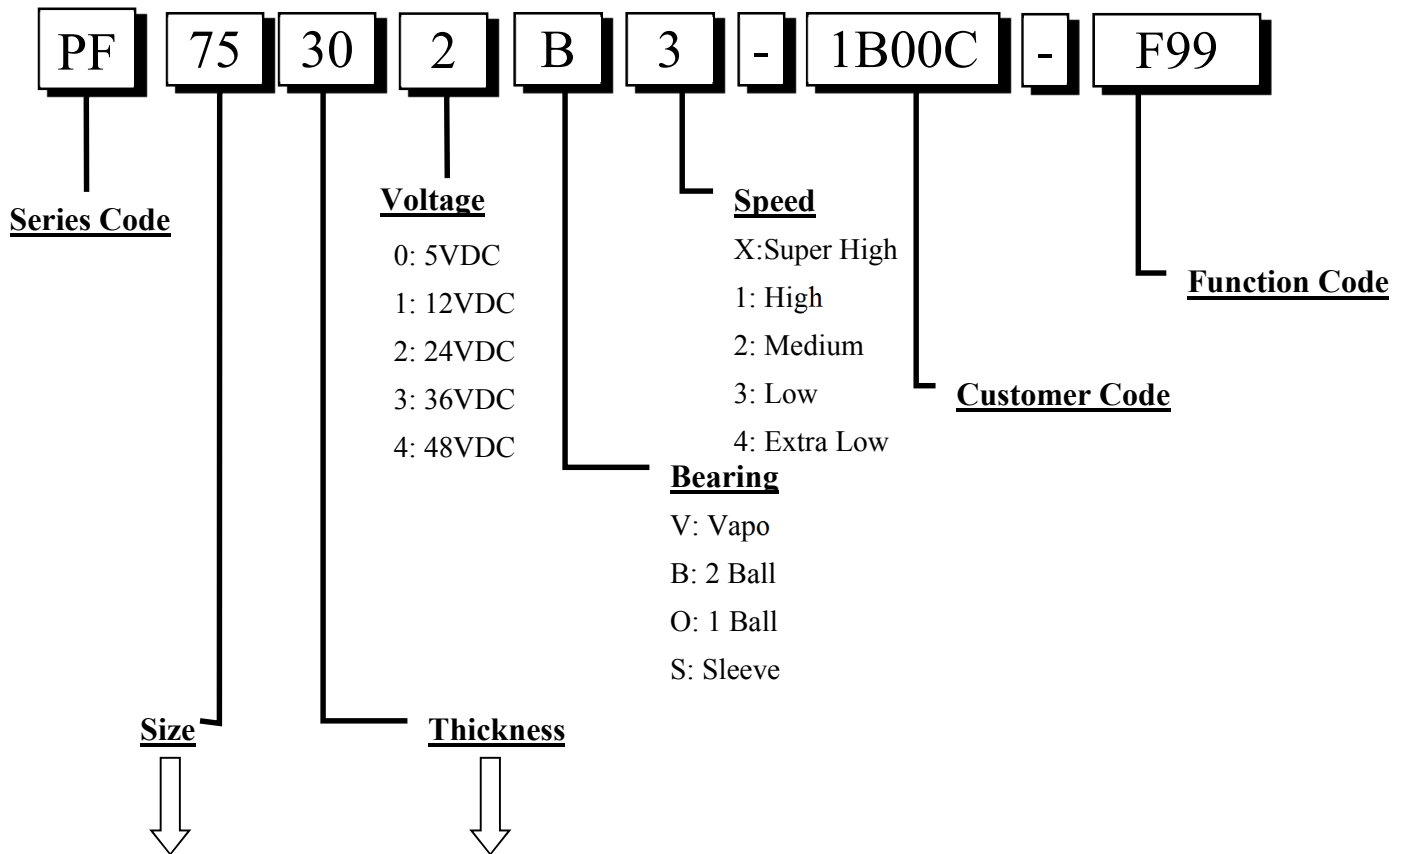 PF 75 30 2 B 3 - 1B00C - F99
Series Code
Voltage
0: 5VDC
1: 12VDC
2: 24VDC
3: 36VDC
4: 48VDC
Speed
X:Super High
1: High
2: Medium
3: Low
4: Extra Low
Function Code
Customer Code
Bearing
V: Vapo
B: 2 Ball
O: 1 Ball
S: Sleeve
Size
Thickness